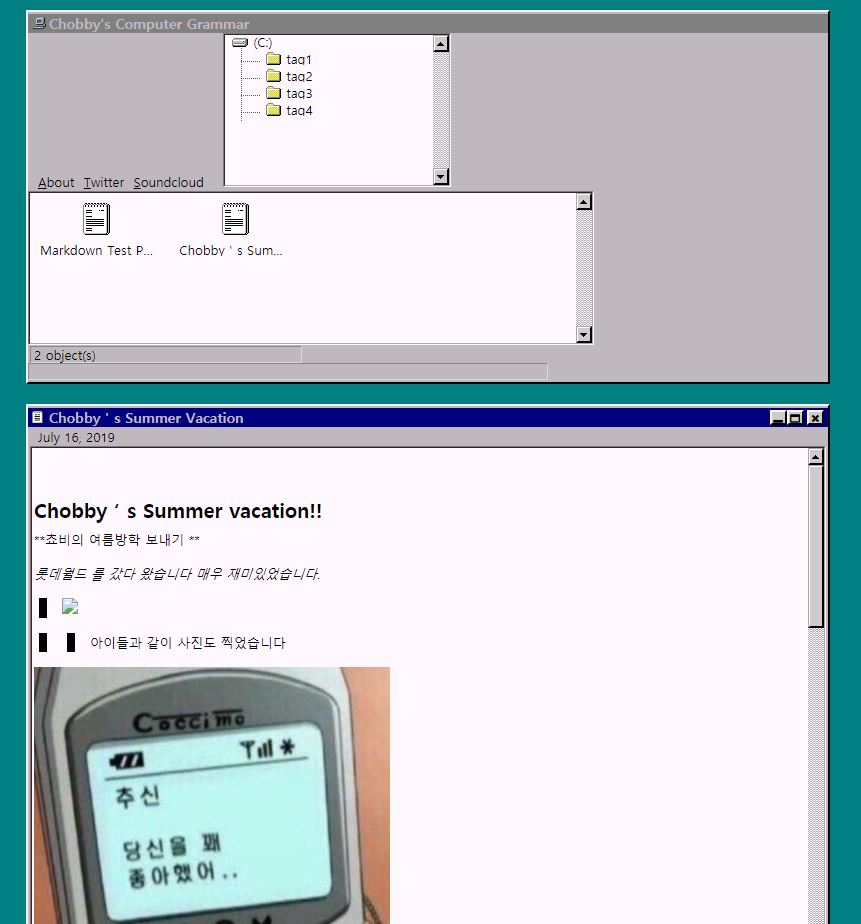 Chobby's Computer Grammar
(C:)
tag1
tag2
tag3
tag4
About Twitter Soundcloud
Markdown Test P... Chobby ' s Sum...
2 object(s)
Chobby ' s Summer Vacation
July 16, 2019
Chobby ′ s Summer vacation!!
**쵸비의 여름방학 보내기 **
롯데월드 를 갔다 왔습니다 매우 재미있었습니다.
아이들과 같이 사진도 찍었습니다
Coccimo
추신
당신을 꽤
좋아했어..